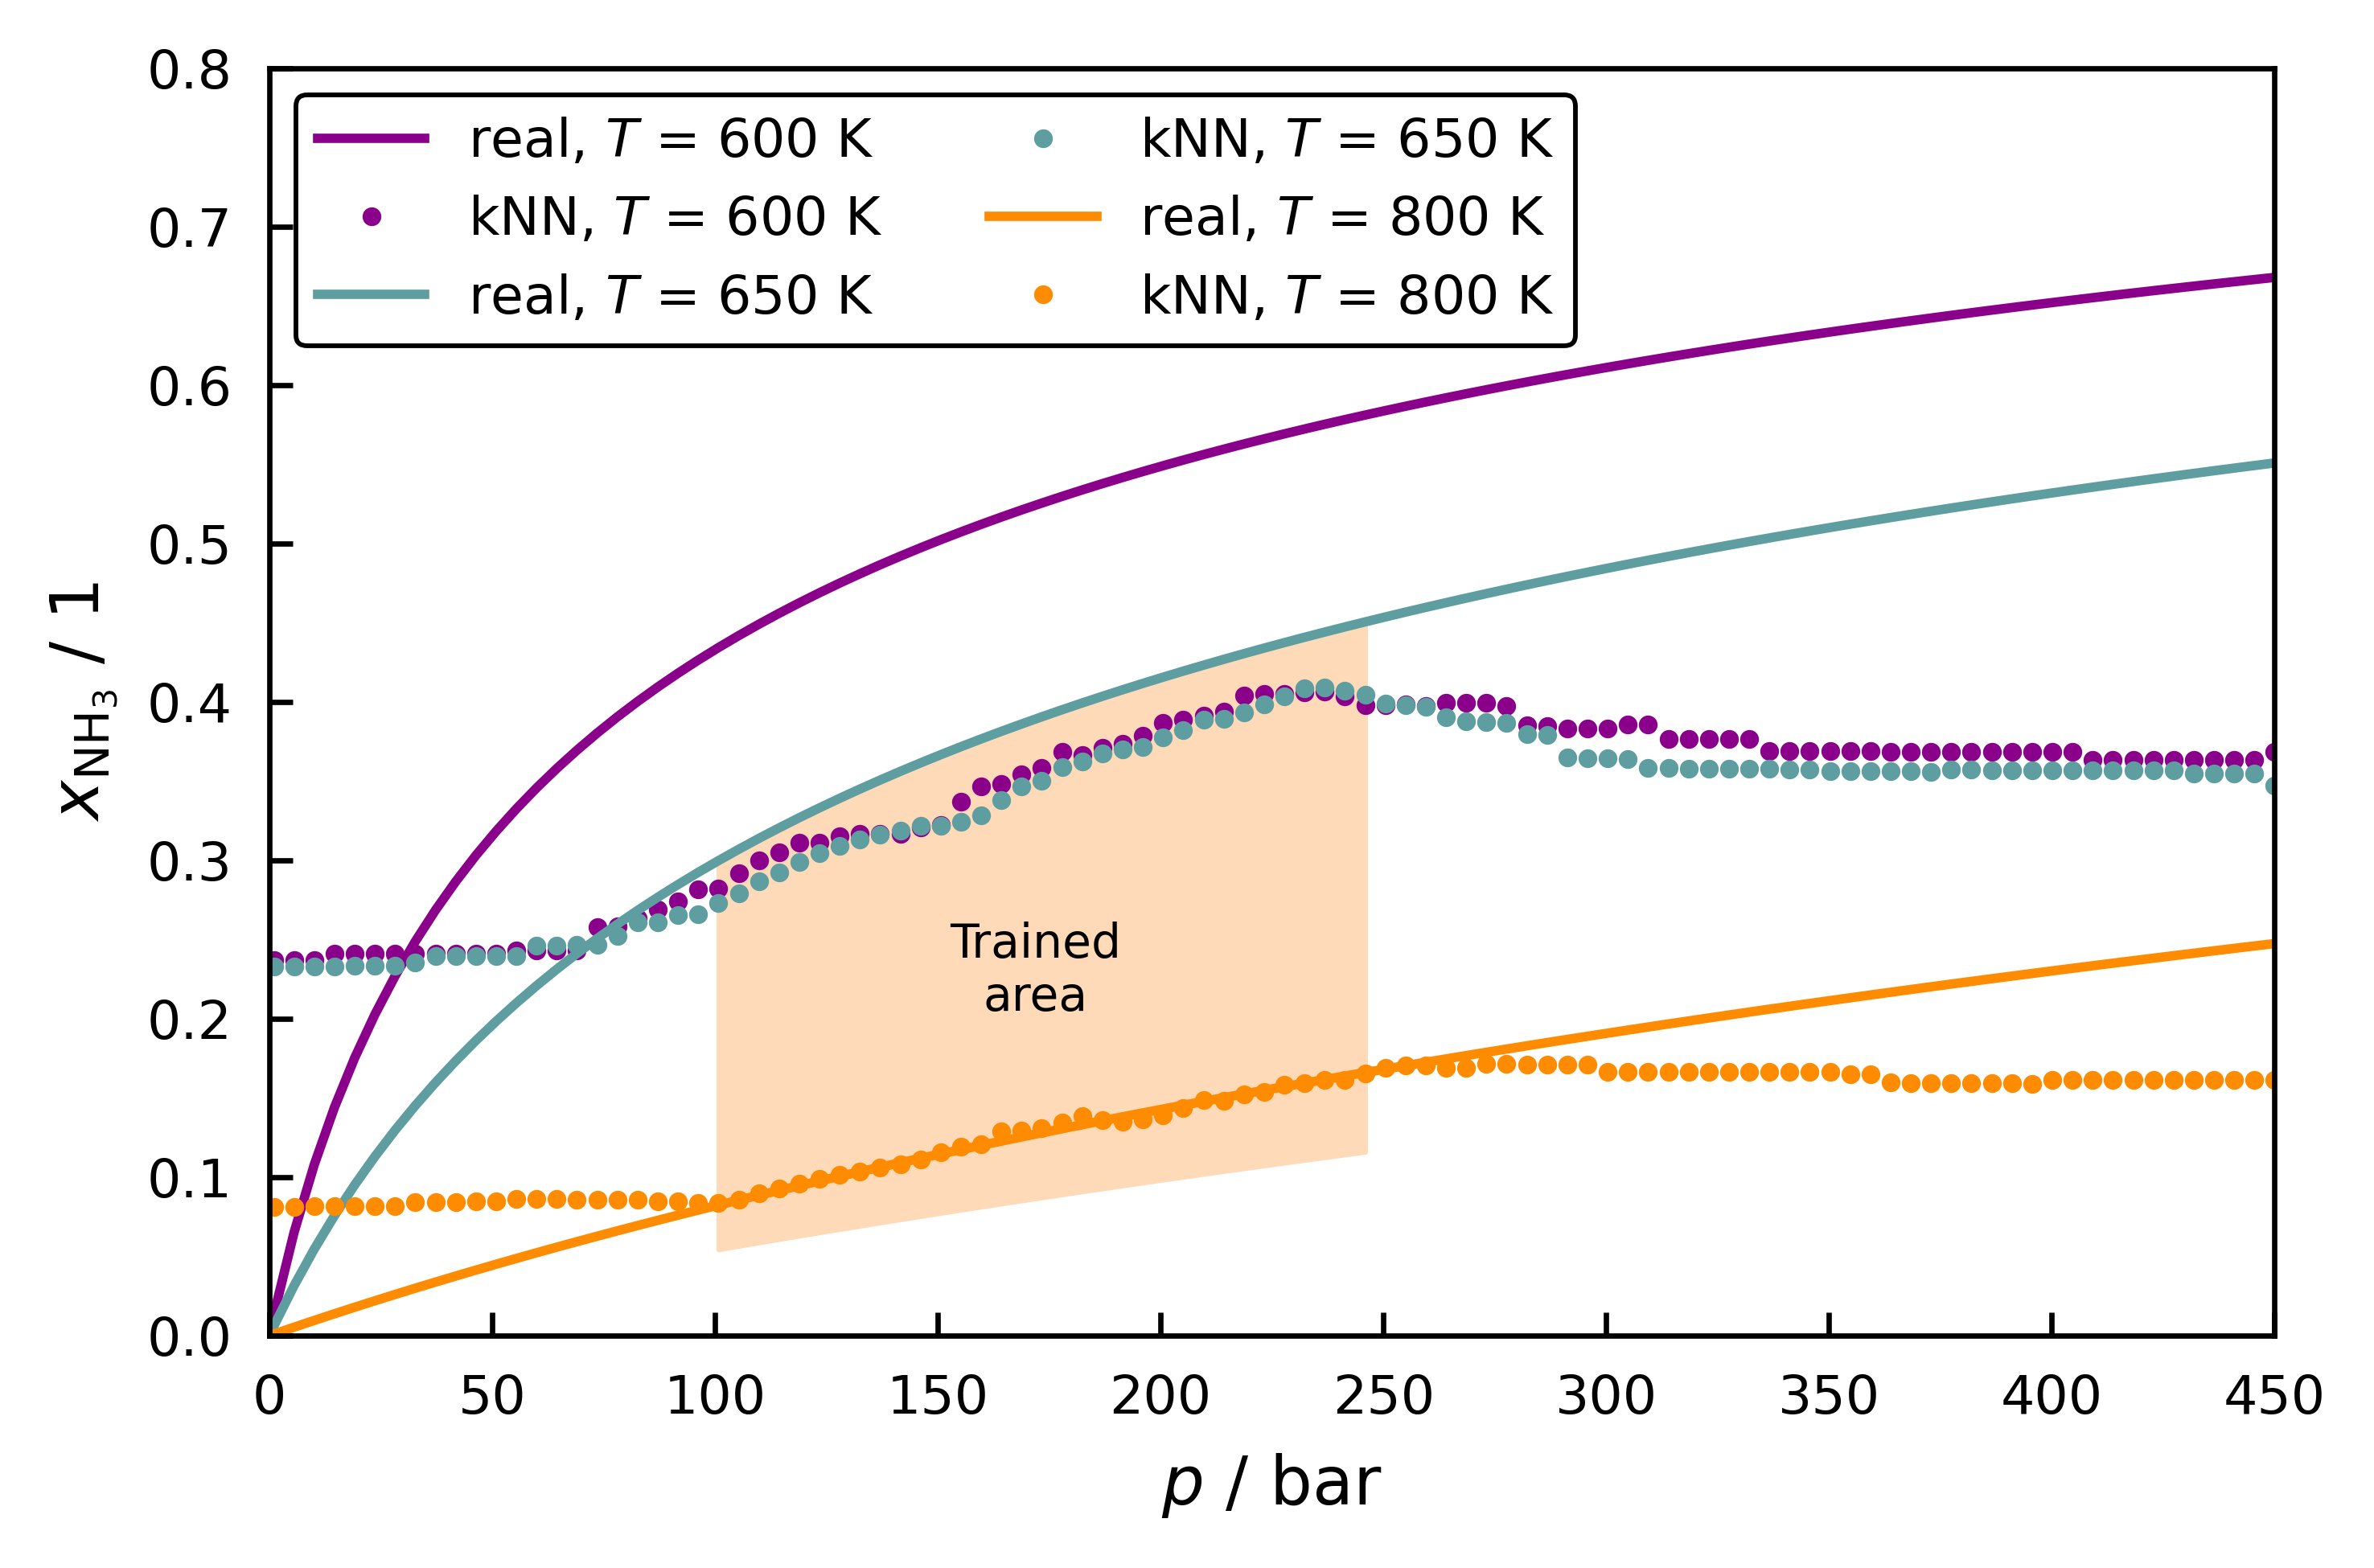 real, T = 600 K
kNN, T = 600 K
real, T = 650 K
kNN, T = 650 K
real, T = 800 K
kNN, T = 800 K
0.8
0.7
0.6
0.5
0.4
0.3
0.2
0.1
0.0
xNH₃ / 1
Trained
area
0 50 100 150 200 250 300 350 400 450
p / bar